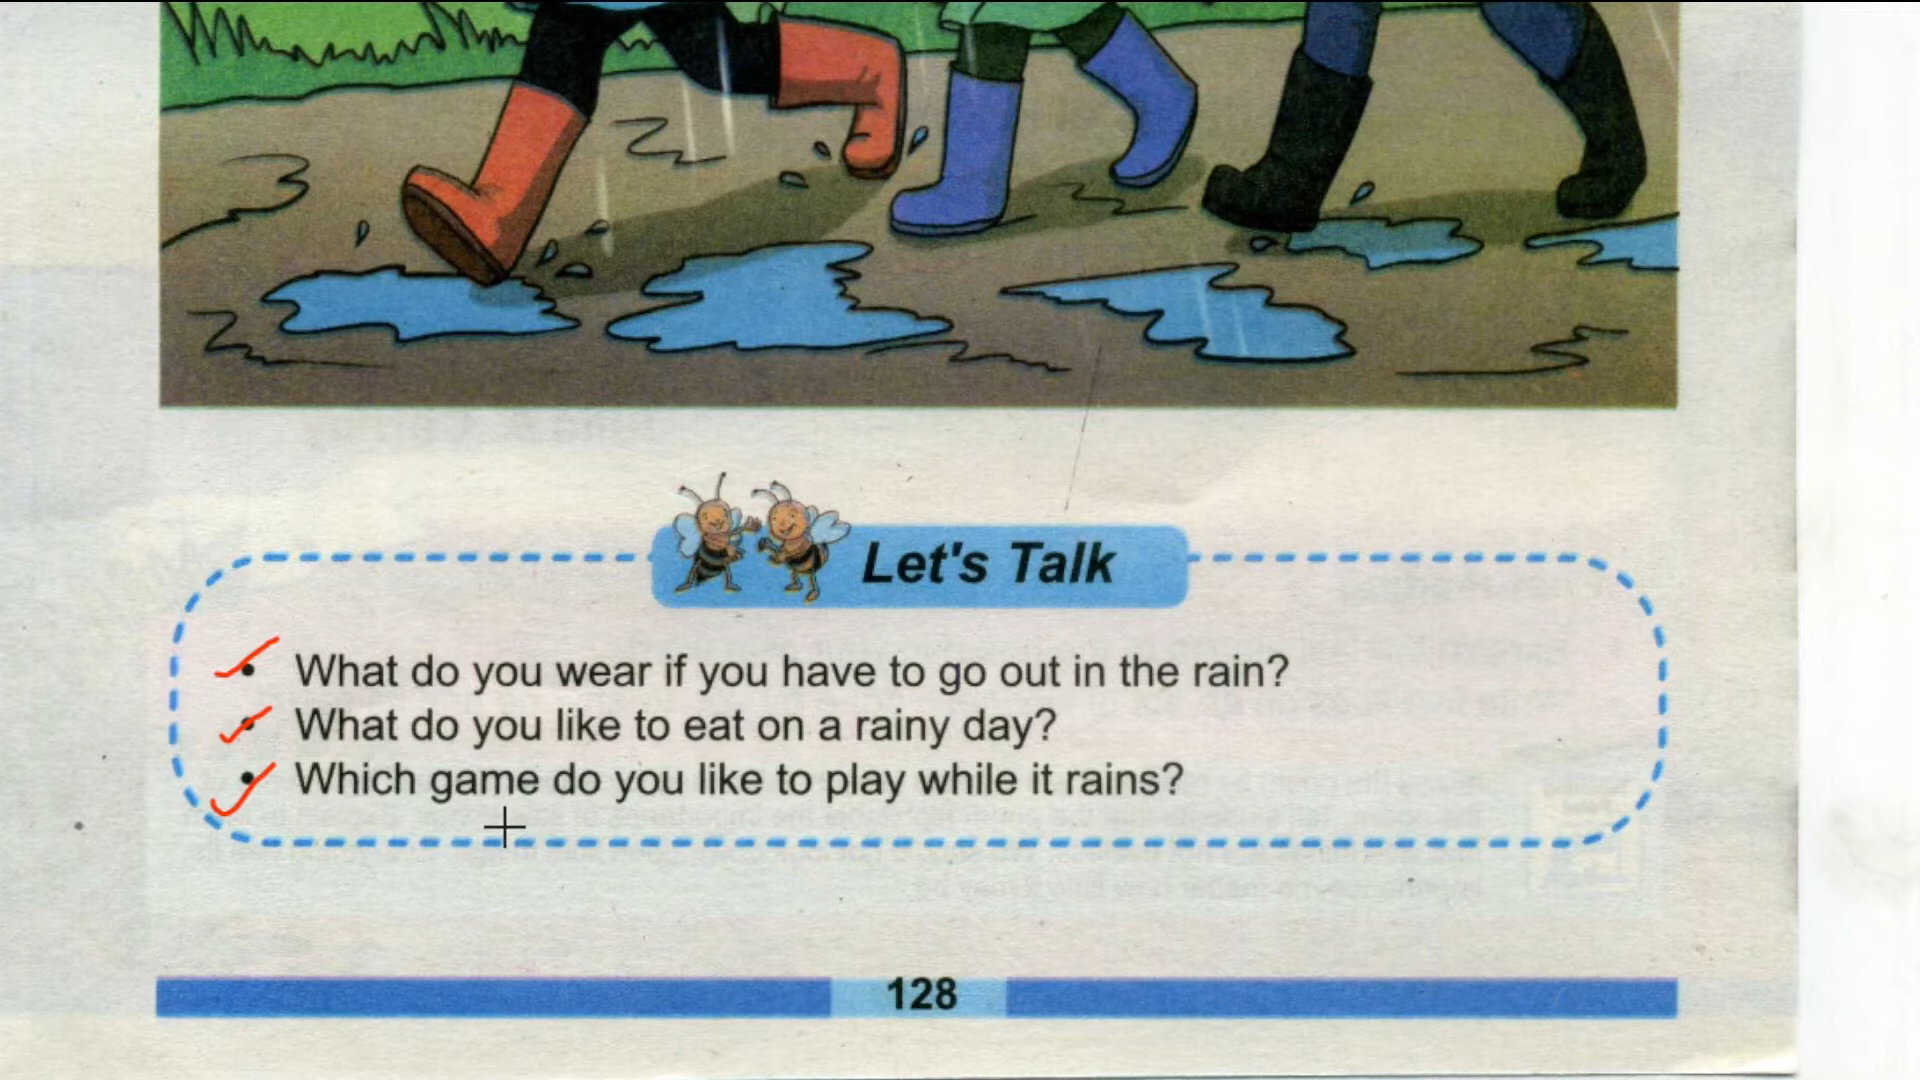 Let's Talk
• What do you wear if you have to go out in the rain?
• What do you like to eat on a rainy day?
• Which game do you like to play while it rains?
128